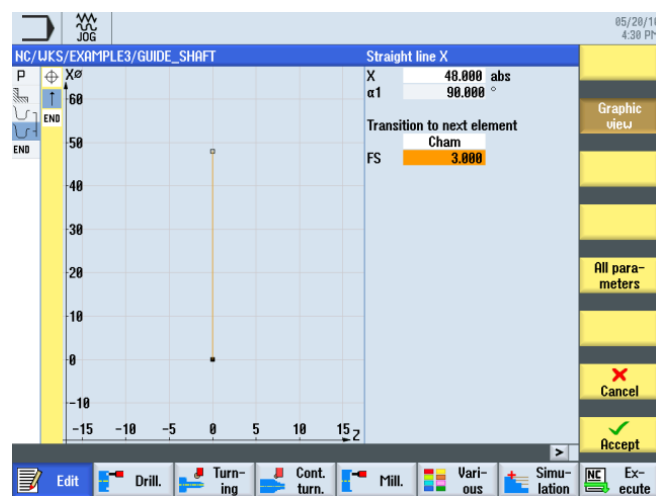 JOG
05/20/1
4:30 PM
NC/WKS/EXAMPLE3/GUIDE_SHAFT
Straight line X
P
Xø
X 48.000 abs
α1 90.000 °
END
END
60
50
40
30
20
10
0
-10
-15 -10 -5 0 5 10 15 Z
Transition to next element
Cham
FS 3.000
Graphic
view
All para-
meters
Cancel
Accept
>
Edit
Drill.
Turn-
ing
Cont.
turn.
Mill.
Vari-
ous
Simu-
lation
NC
Ex-
ecute